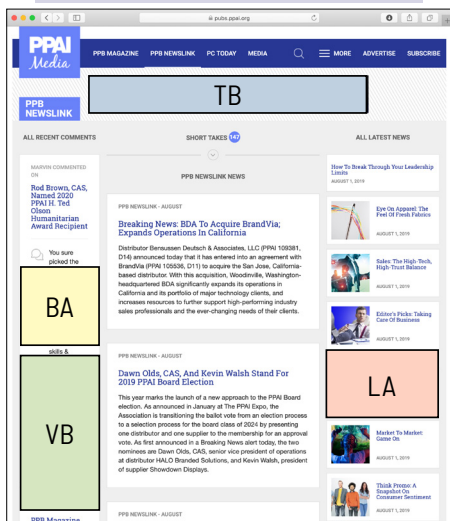 pubs.ppai.org
PPAI
Media
PPB MAGAZINE
PPB NEWSLINK
PC TODAY
MEDIA
MORE
ADVERTISE
SUBSCRIBE
TB
PPB
NEWSLINK
ALL RECENT COMMENTS
SHORT TAKES 147
ALL LATEST NEWS
MARVIN COMMENTED
ON
Rod Brown, CAS,
Named 2020
PPAI H. Ted
Olson
Humanitarian
Award Recipient
You sure
picked the
BA
skills &
VB
PPB Magazine
PPB NEWSLINK NEWS
PPB NEWSLINK - AUGUST
Breaking News: BDA To Acquire BrandVia;
Expands Operations In California
Distributor Bensussen Deutsch & Associates, LLC (PPAI 109381,
D14) announced today that it has entered into an agreement with
BrandVia (PPAI 105536, D11) to acquire the San Jose, California-
based distributor. With this acquisition, Woodinville, Washington-
headquartered BDA significantly expands its operations in
California and its portfolio of major technology clients, and
increases resources to further support high-performing industry
sales professionals and the ever-changing needs of their clients.
PPB NEWSLINK - AUGUST
Dawn Olds, CAS, And Kevin Walsh Stand For
2019 PPAI Board Election
This year marks the launch of a new approach to the PPAI Board
election. As announced in January at The PPAI Expo, the
Association is transitioning the ballot vote from an election process
to a selection process for the board class of 2024 by presenting
one distributor and one supplier to the membership for an approval
vote. As first announced in a Breaking News alert today, the two
nominees are Dawn Olds, CAS, senior vice president of operations
at distributor HALO Branded Solutions, and Kevin Walsh, president
of supplier Showdown Displays.
PPB NEWSLINK - AUGUST
How To Break Through Your Leadership
Limits
AUGUST 1, 2019
Eye On Apparel: The
Feel Of Fresh Fabrics
AUGUST 1, 2019
Sales: The High-Tech,
High-Trust Balance
AUGUST 1, 2019
Editor's Picks: Taking
Care Of Business
AUGUST 1, 2019
LA
Market To Market:
Game On
AUGUST 1, 2019
Think Promo: A
Snapshot On
Consumer Sentiment
AUGUST 1, 2019